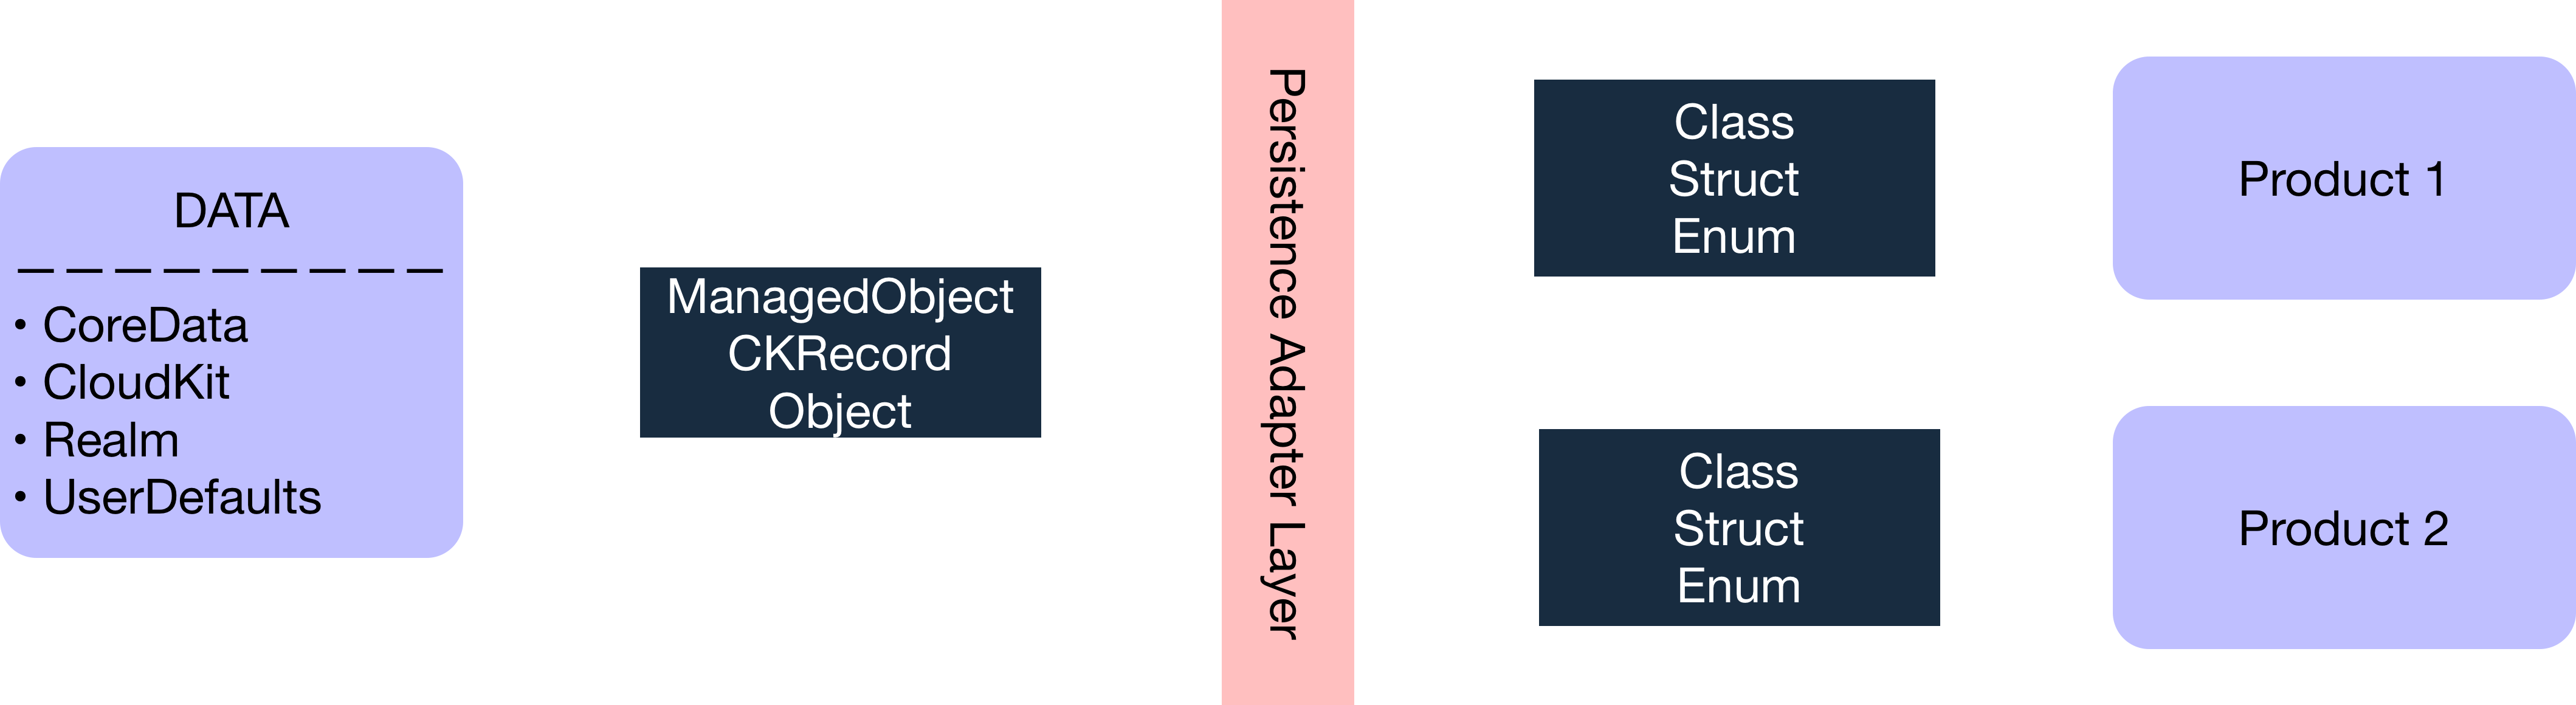 DATA
• CoreData
• CloudKit
• Realm
• UserDefaults
ManagedObject
CKRecord
Object
Persistence Adapter Layer
Class
Struct
Enum
Product 1
Class
Struct
Enum
Product 2